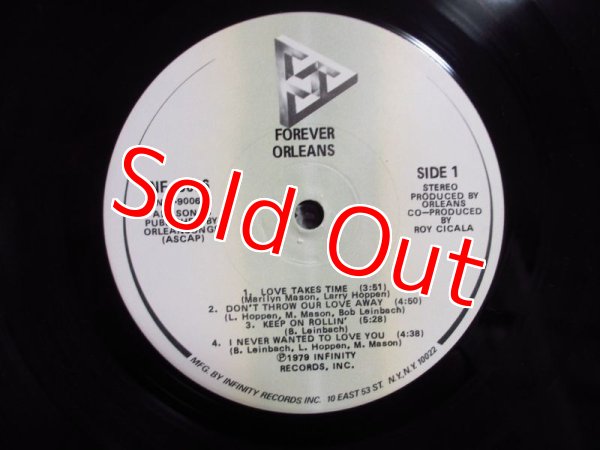 FOREVER
ORLEANS
SIDE 1
STEREO
PRODUCED BY
ORLEANS
CO-PRODUCED
BY
ROY CICALA
(ASCAP)
Sold Out
1. LOVE TAKES TIME (3:51)
(Marilyn Mason, Larry Hoppen)
2. DON'T THROW OUR LOVE AWAY (4:50)
(L. Hoppen, M. Mason, Bob Leinbach)
3. KEEP ON ROLLIN' (5:28)
(B. Leinbach)
4. I NEVER WANTED TO LOVE YOU (4:38)
(B. Leinbach, L. Hoppen, M. Mason)
Ⓟ1979 INFINITY
RECORDS, INC.
MFG. BY INFINITY RECORDS INC. 10 EAST 53 ST. N.Y., N.Y. 10022